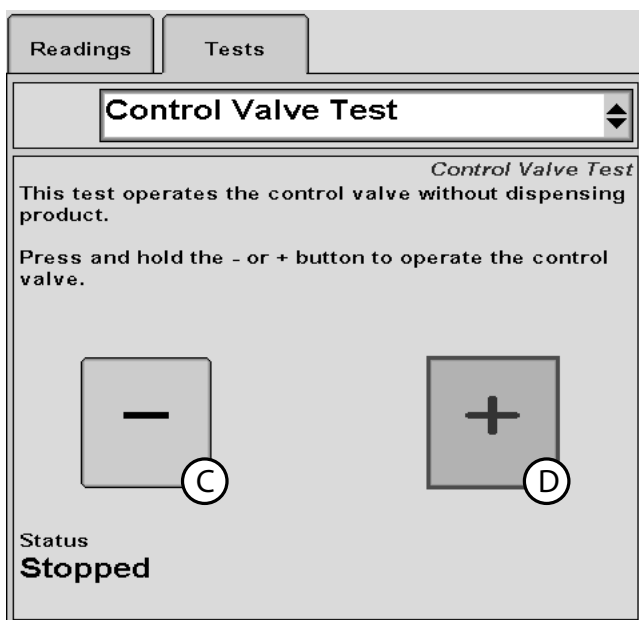 Readings Tests
Control Valve Test
Control Valve Test
This test operates the control valve without dispensing
product.
Press and hold the - or + button to operate the control
valve.
− +
C D
Status
Stopped